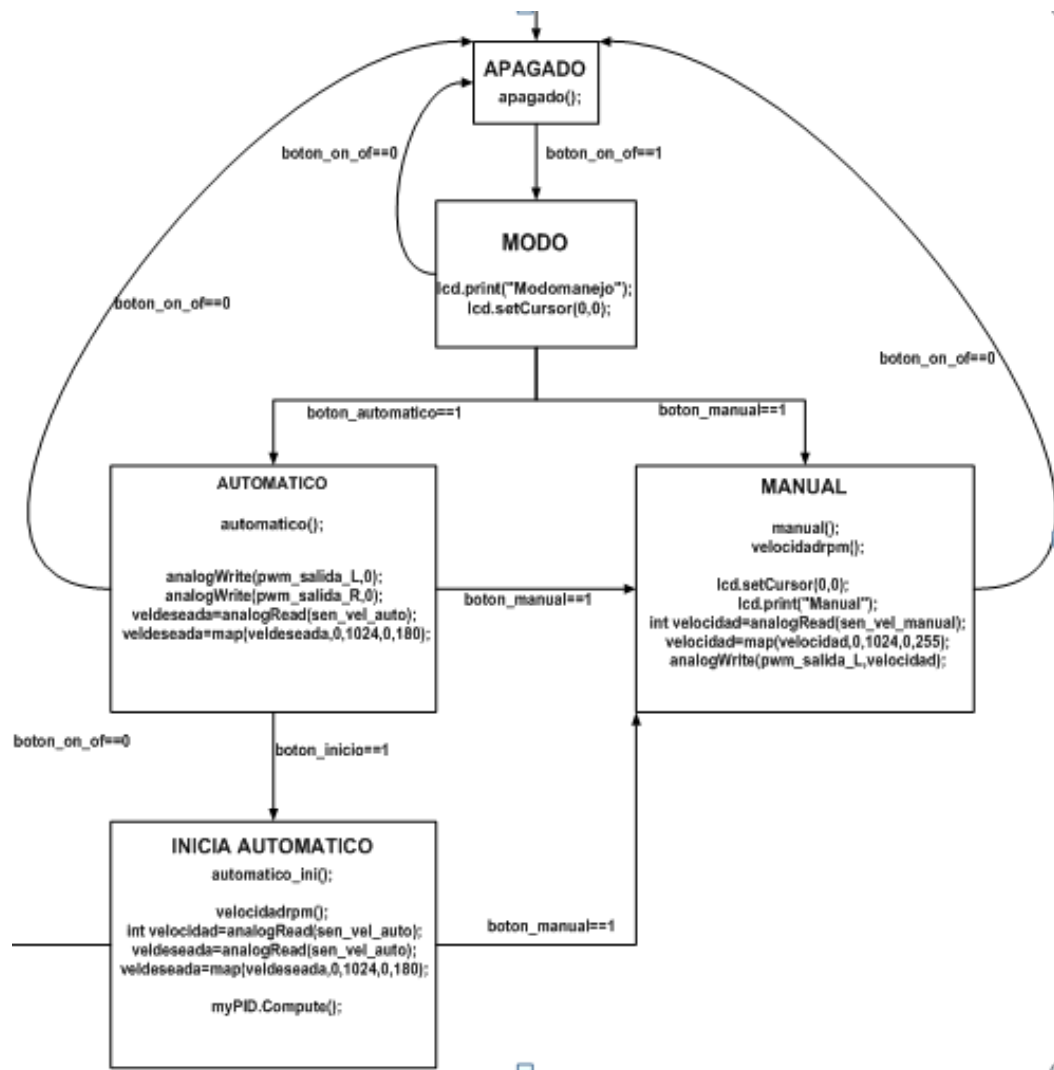 APAGADO
apagado();
boton_on_of==0
boton_on_of==1
MODO
lcd.print("Modomanejo");
lcd.setCursor(0,0);
boton_on_of==0
boton_on_of==0
boton_automatico==1
boton_manual==1
AUTOMATICO
automatico();
analogWrite(pwm_salida_L,0);
analogWrite(pwm_salida_R,0);
veldeseada=analogRead(sen_vel_auto);
veldeseada=map(veldeseada,0,1024,0,180);
boton_manual==1
MANUAL
manual();
velocidadrpm();
lcd.setCursor(0,0);
lcd.print("Manual");
int velocidad=analogRead(sen_vel_manual);
velocidad=map(velocidad,0,1024,0,255);
analogWrite(pwm_salida_L,velocidad);
boton_on_of==0
boton_inicio==1
INICIA AUTOMATICO
automatico_ini();
velocidadrpm();
int velocidad=analogRead(sen_vel_auto);
veldeseada=analogRead(sen_vel_auto);
veldeseada=map(veldeseada,0,1024,0,180);
myPID.Compute();
boton_manual==1